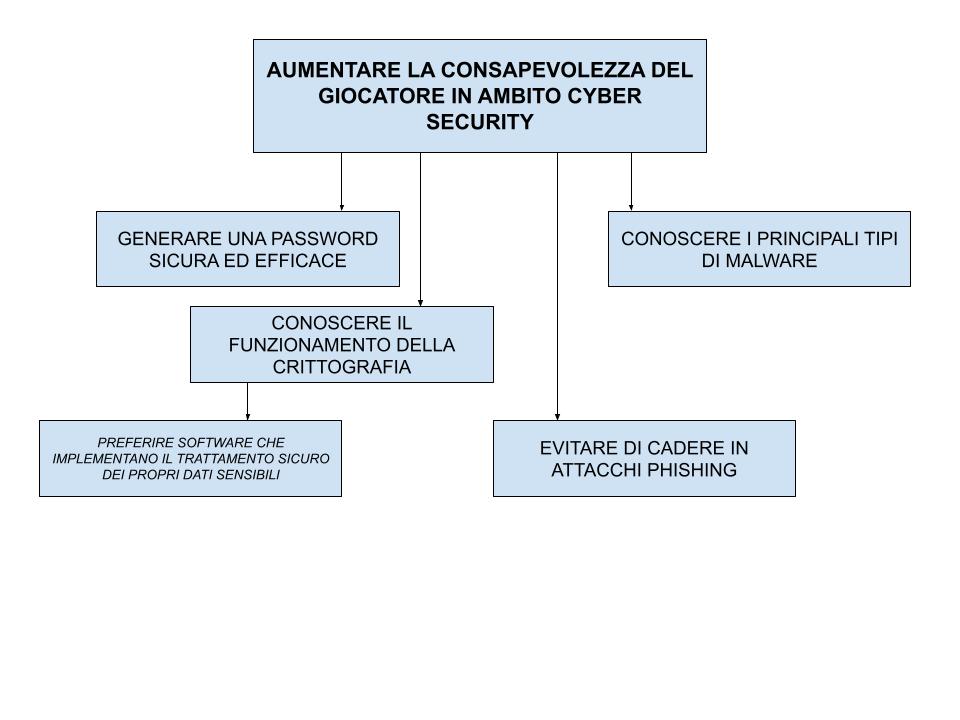 AUMENTARE LA CONSAPEVOLEZZA DEL
GIOCATORE IN AMBITO CYBER
SECURITY
GENERARE UNA PASSWORD
SICURA ED EFFICACE
CONOSCERE I PRINCIPALI TIPI
DI MALWARE
CONOSCERE IL
FUNZIONAMENTO DELLA
CRITTOGRAFIA
PREFERIRE SOFTWARE CHE
IMPLEMENTANO IL TRATTAMENTO SICURO
DEI PROPRI DATI SENSIBILI
EVITARE DI CADERE IN
ATTACCHI PHISHING